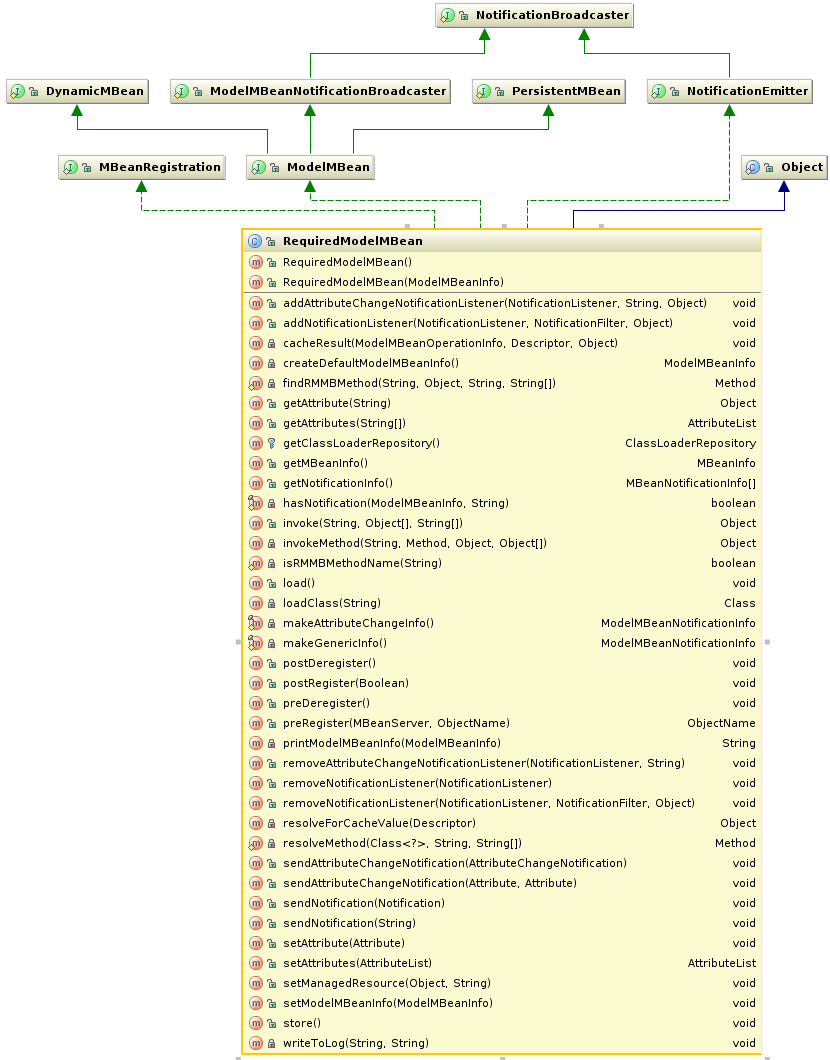 NotificationBroadcaster
DynamicMBean
ModelMBeanNotificationBroadcaster
PersistentMBean
NotificationEmitter
MBeanRegistration
ModelMBean
Object
RequiredModelMBean
RequiredModelMBean()
RequiredModelMBean(ModelMBeanInfo)
addAttributeChangeNotificationListener(NotificationListener, String, Object) void
addNotificationListener(NotificationListener, NotificationFilter, Object) void
cacheResult(ModelMBeanOperationInfo, Descriptor, Object) void
createDefaultModelMBeanInfo() ModelMBeanInfo
findRMMBMethod(String, Object, String, String[]) Method
getAttribute(String) Object
getAttributes(String[]) AttributeList
getClassLoaderRepository() ClassLoaderRepository
getMBeanInfo() MBeanInfo
getNotificationInfo() MBeanNotificationInfo[]
hasNotification(ModelMBeanInfo, String) boolean
invoke(String, Object[], String[]) Object
invokeMethod(String, Method, Object, Object[]) Object
isRMMBMethodName(String) boolean
load() void
loadClass(String) Class
makeAttributeChangeInfo() ModelMBeanNotificationInfo
makeGenericInfo() ModelMBeanNotificationInfo
postDeregister() void
postRegister(Boolean) void
preDeregister() void
preRegister(MBeanServer, ObjectName) ObjectName
printModelMBeanInfo(ModelMBeanInfo) String
removeAttributeChangeNotificationListener(NotificationListener, String) void
removeNotificationListener(NotificationListener) void
removeNotificationListener(NotificationListener, NotificationFilter, Object) void
resolveForCacheValue(Descriptor) Object
resolveMethod(Class<?>, String, String[]) Method
sendAttributeChangeNotification(AttributeChangeNotification) void
sendAttributeChangeNotification(Attribute, Attribute) void
sendNotification(Notification) void
sendNotification(String) void
setAttribute(Attribute) void
setAttributes(AttributeList) AttributeList
setManagedResource(Object, String) void
setModelMBeanInfo(ModelMBeanInfo) void
store() void
writeToLog(String, String) void